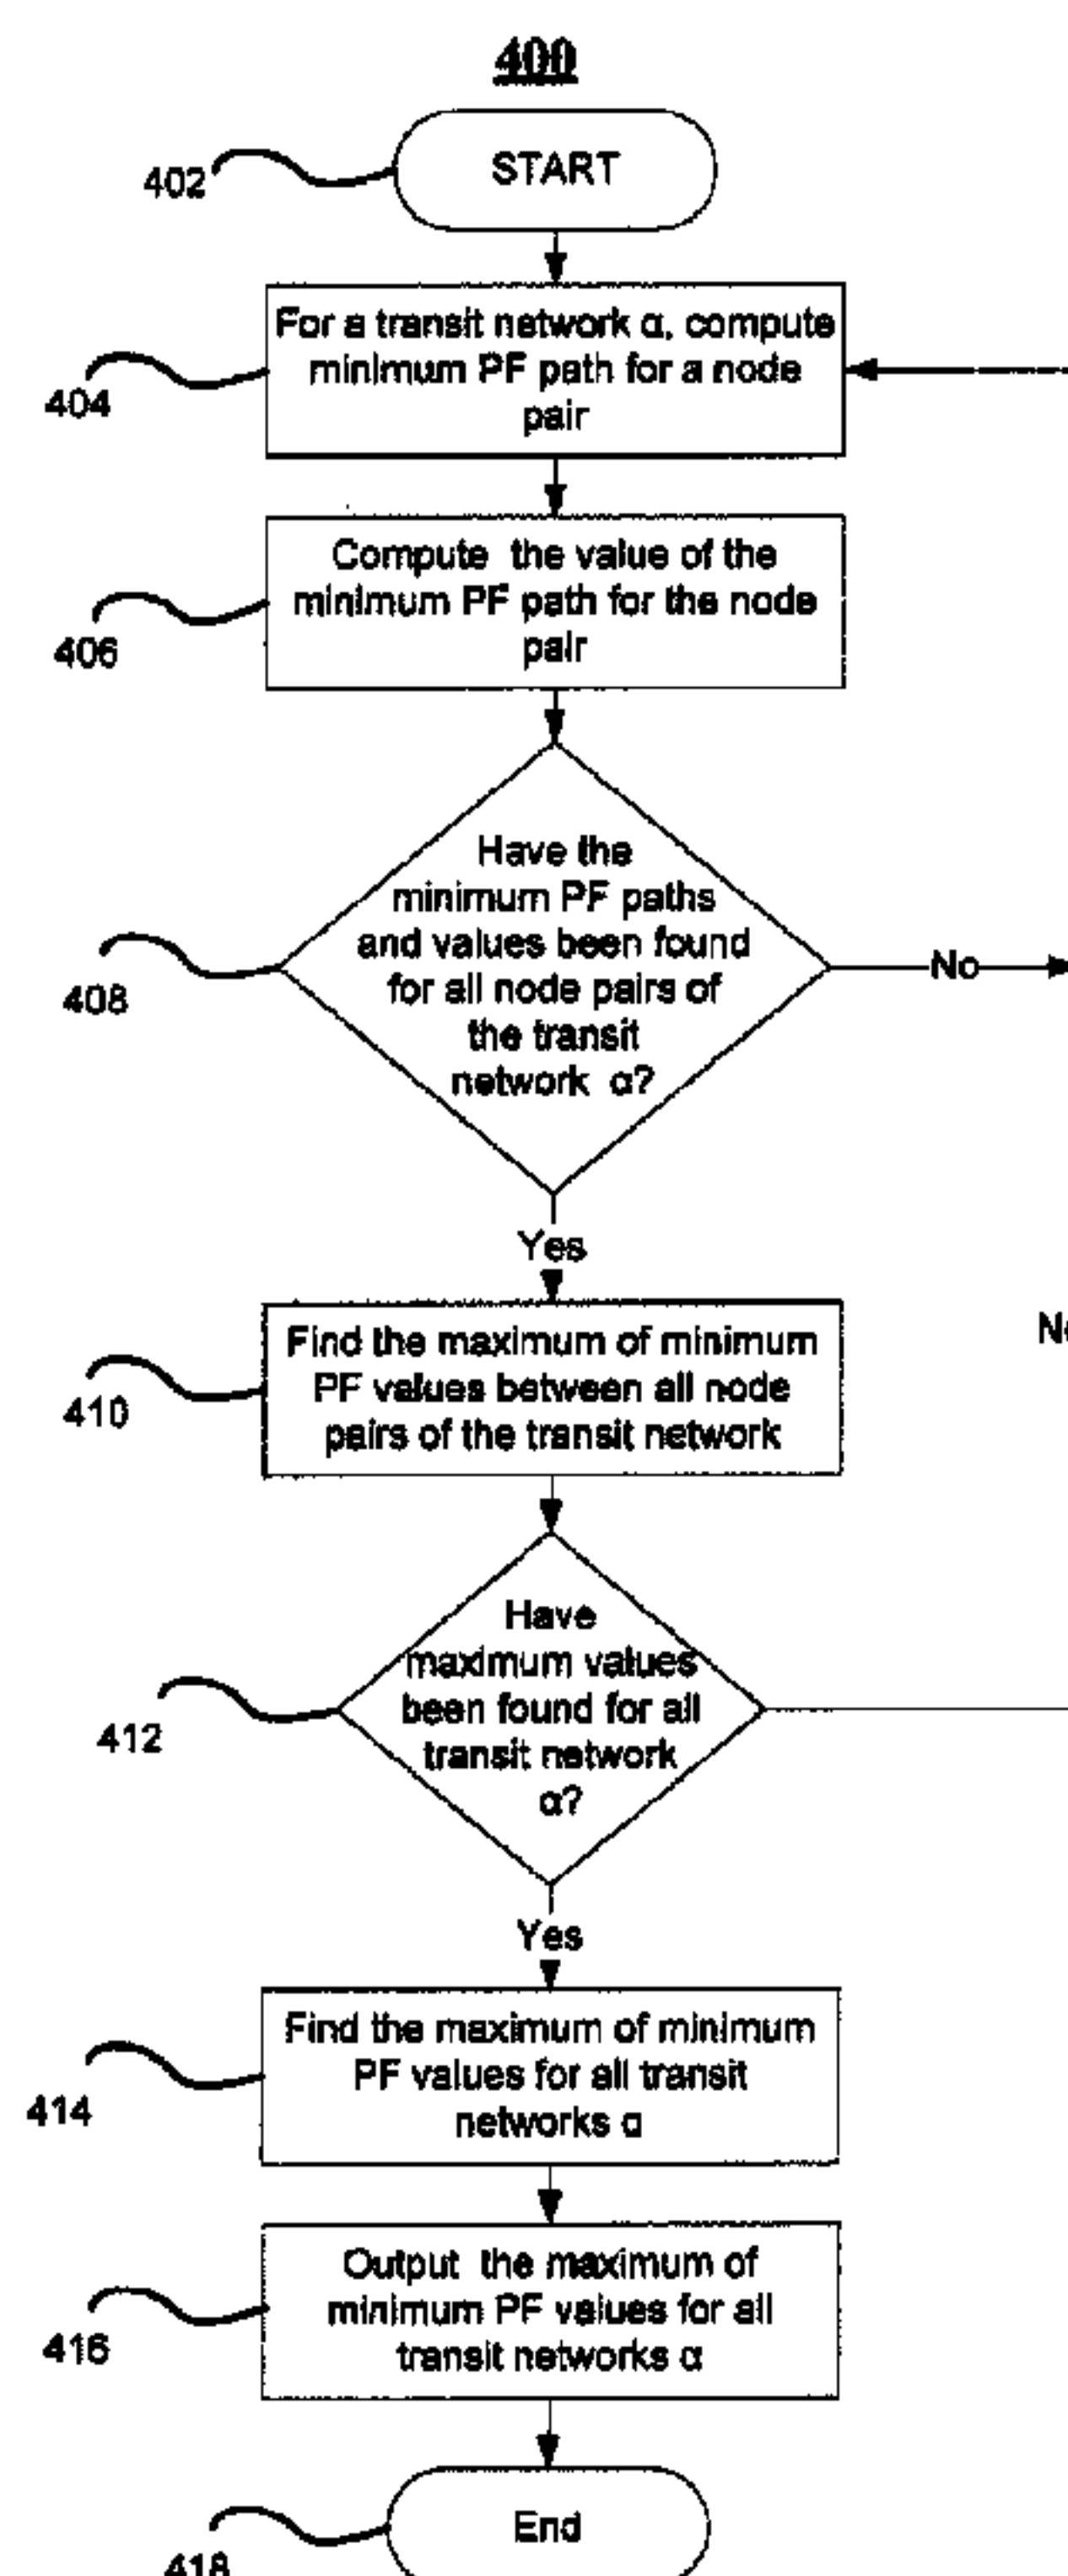 400
START
402
For a transit network α, compute
minimum PF path for a node
pair
404
Compute the value of the
minimum PF path for the node
pair
406
Have the
minimum PF paths
and values been found
for all node pairs of
the transit
network α?
No
408
Yes
Find the maximum of minimum
PF values between all node
pairs of the transit network
410
Have
maximum values
been found for all
transit network
α?
412
Yes
Find the maximum of minimum
PF values for all transit
networks α
414
Output the maximum of
minimum PF values for all
transit networks α
416
End
418